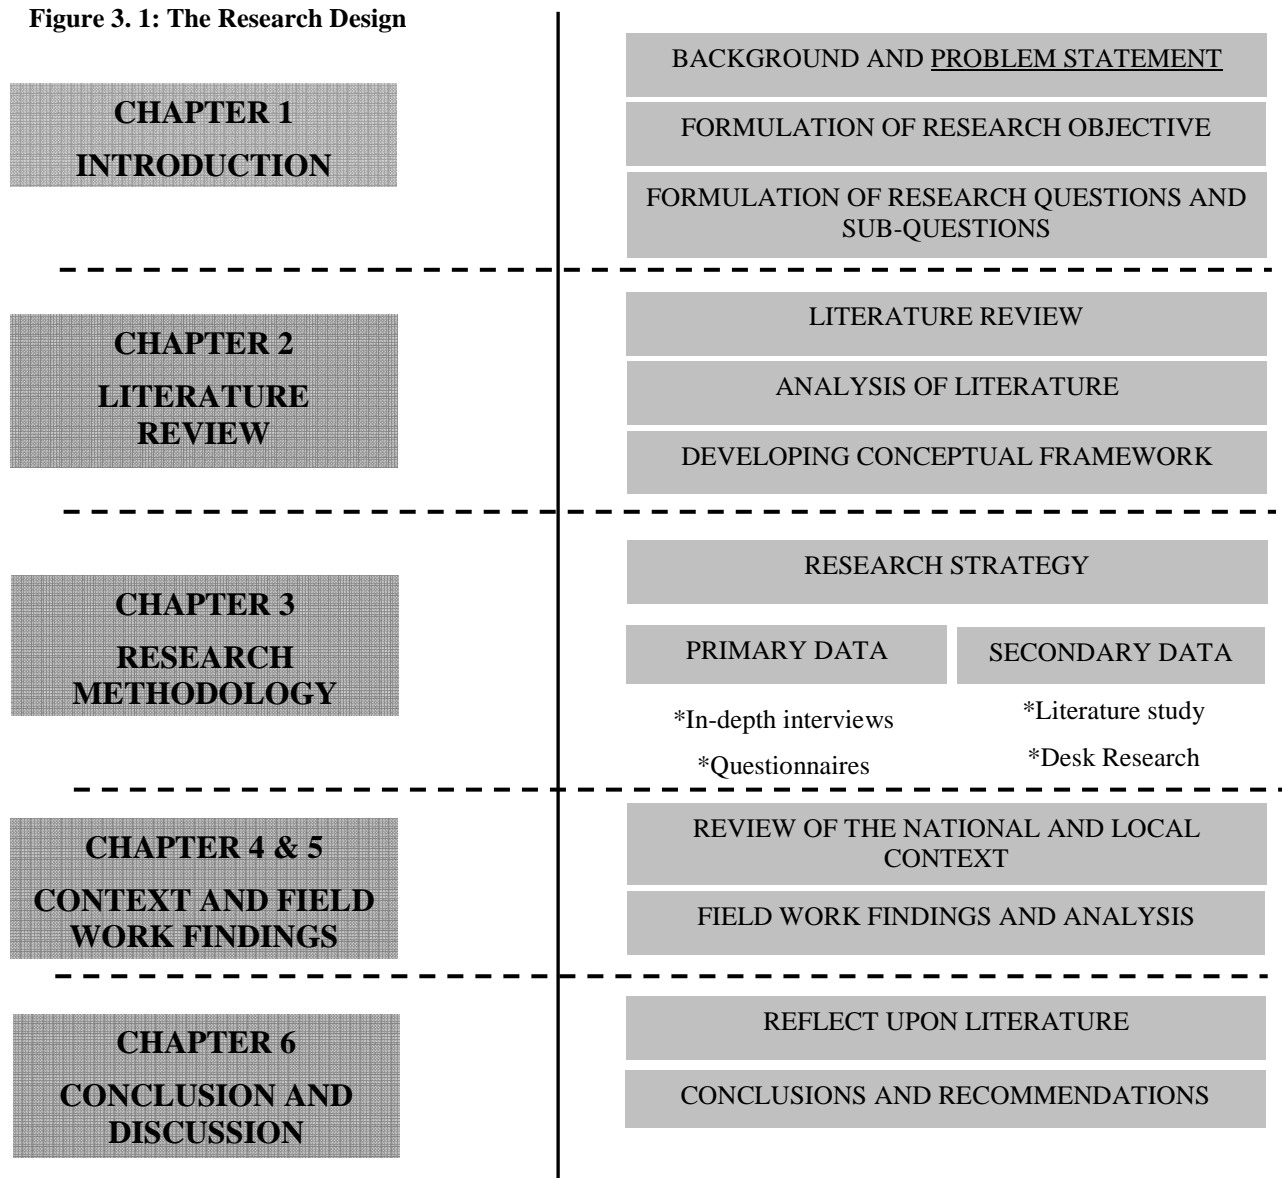 Figure 3. 1: The Research Design
CHAPTER 1
INTRODUCTION
BACKGROUND AND PROBLEM STATEMENT
FORMULATION OF RESEARCH OBJECTIVE
FORMULATION OF RESEARCH QUESTIONS AND
SUB-QUESTIONS
CHAPTER 2
LITERATURE
REVIEW
LITERATURE REVIEW
ANALYSIS OF LITERATURE
DEVELOPING CONCEPTUAL FRAMEWORK
CHAPTER 3
RESEARCH
METHODOLOGY
RESEARCH STRATEGY
PRIMARY DATA
*In-depth interviews
*Questionnaires
SECONDARY DATA
*Literature study
*Desk Research
CHAPTER 4 & 5
CONTEXT AND FIELD
WORK FINDINGS
REVIEW OF THE NATIONAL AND LOCAL
CONTEXT
FIELD WORK FINDINGS AND ANALYSIS
CHAPTER 6
CONCLUSION AND
DISCUSSION
REFLECT UPON LITERATURE
CONCLUSIONS AND RECOMMENDATIONS